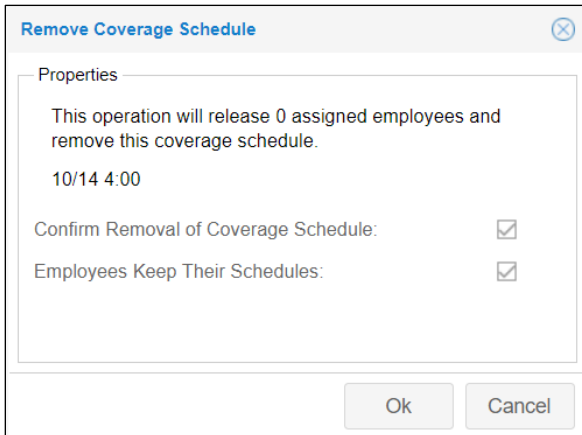 Remove Coverage Schedule
Properties
This operation will release 0 assigned employees and
remove this coverage schedule.
10/14 4:00
Confirm Removal of Coverage Schedule:
Employees Keep Their Schedules:
Ok Cancel